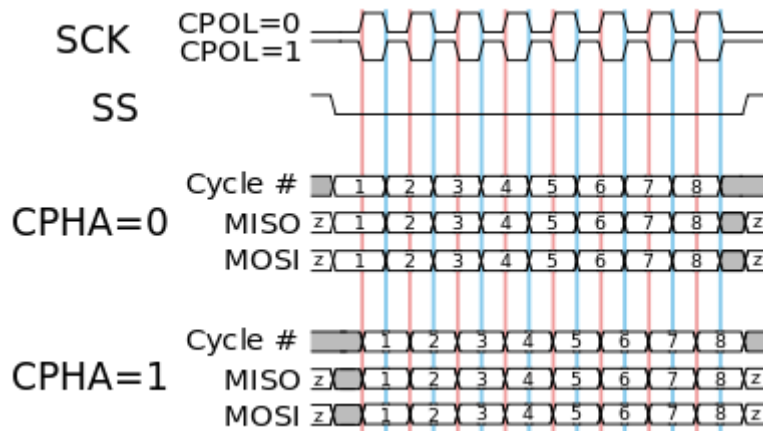 SCK CPOL=0
CPOL=1
SS
Cycle # 1 2 3 4 5 6 7 8
CPHA=0 MISO z 1 2 3 4 5 6 7 8 z
MOSI z 1 2 3 4 5 6 7 8 z
Cycle # 1 2 3 4 5 6 7 8
CPHA=1 MISO z 1 2 3 4 5 6 7 8 z
MOSI z 1 2 3 4 5 6 7 8 z